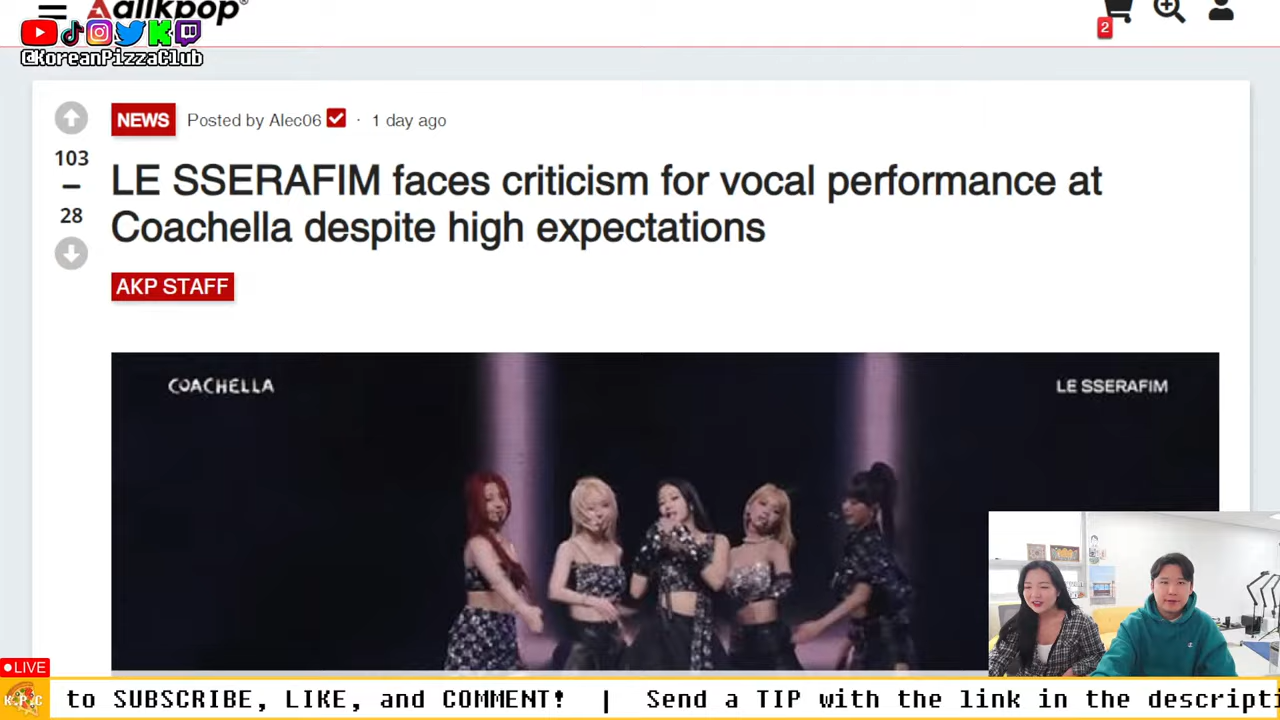 allkpop
2
@KoreanPizzaClub
NEWS Posted by Alec06 · 1 day ago
103
28
LE SSERAFIM faces criticism for vocal performance at
Coachella despite high expectations
AKP STAFF
COACHELLA
LE SSERAFIM
LIVE
K.P.C
to SUBSCRIBE, LIKE, and COMMENT! | Send a TIP with the link in the descripti